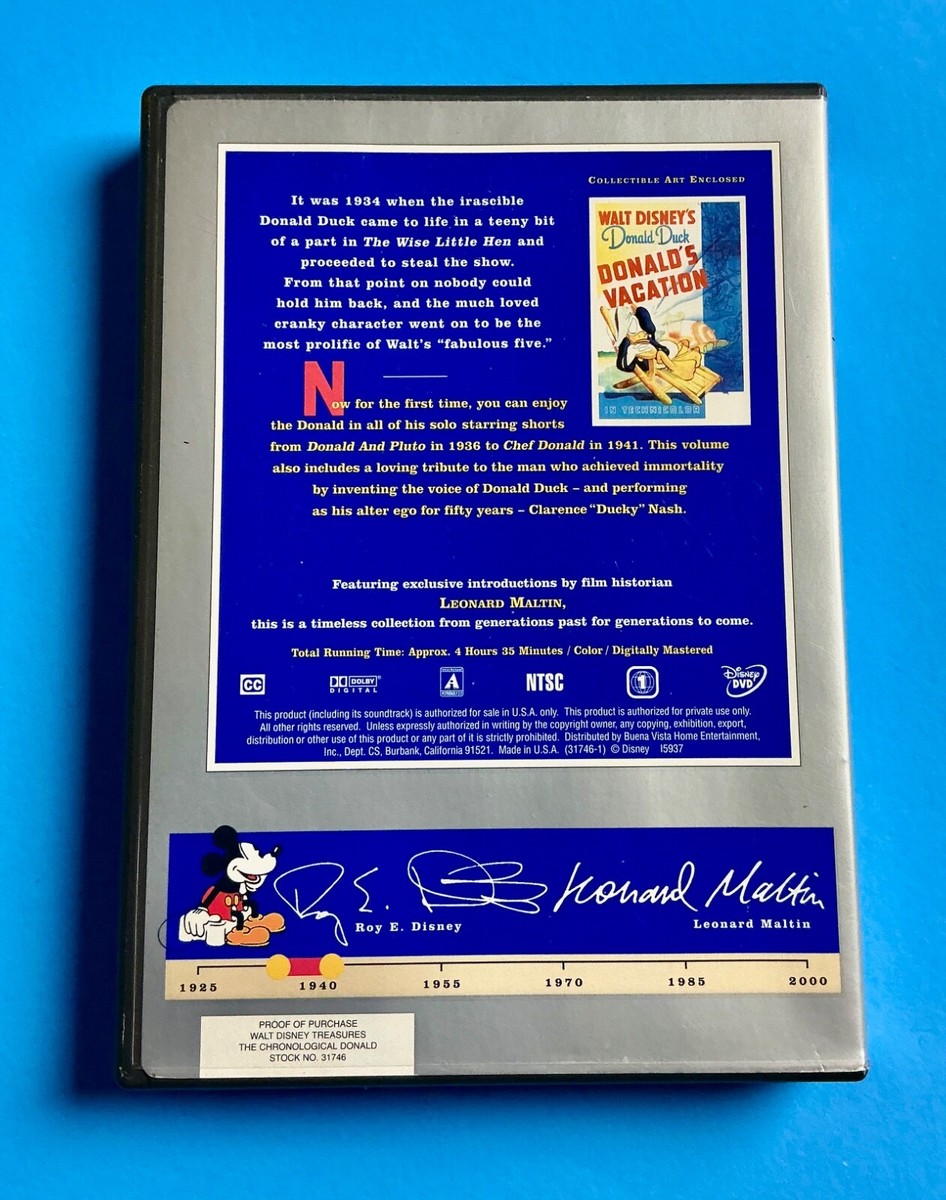 COLLECTIBLE ART ENCLOSED
It was 1934 when the irascible
Donald Duck came to life in a teeny bit
of a part in The Wise Little Hen and
proceeded to steal the show.
From that point on nobody could
hold him back, and the much loved
cranky character went on to be the
most prolific of Walt's “fabulous five.”
WALT DISNEY'S
Donald Duck
DONALD'S
VACATION
IN TECHNICOLOR
Now for the first time, you can enjoy
the Donald in all of his solo starring shorts
from Donald And Pluto in 1936 to Chef Donald in 1941. This volume
also includes a loving tribute to the man who achieved immortality
by inventing the voice of Donald Duck – and performing
as his alter ego for fifty years – Clarence “Ducky” Nash.
Featuring exclusive introductions by film historian
LEONARD MALTIN,
this is a timeless collection from generations past for generations to come.
Total Running Time: Approx. 4 Hours 35 Minutes / Color / Digitally Mastered
CC DOLBY DIGITAL A NTSC 1 Disney DVD
This product (including its soundtrack) is authorized for sale in U.S.A. only. This product is authorized for private use only.
All other rights reserved. Unless expressly authorized in writing by the copyright owner, any copying, exhibition, export,
distribution or other use of this product or any part of it is strictly prohibited. Distributed by Buena Vista Home Entertainment,
Inc., Dept. CS, Burbank, California 91521. Made in U.S.A. (31746-1) © Disney I5937
Roy E. Disney Leonard Maltin
Roy E. Disney Leonard Maltin
1925 1940 1955 1970 1985 2000
PROOF OF PURCHASE
WALT DISNEY TREASURES
THE CHRONOLOGICAL DONALD
STOCK NO. 31746